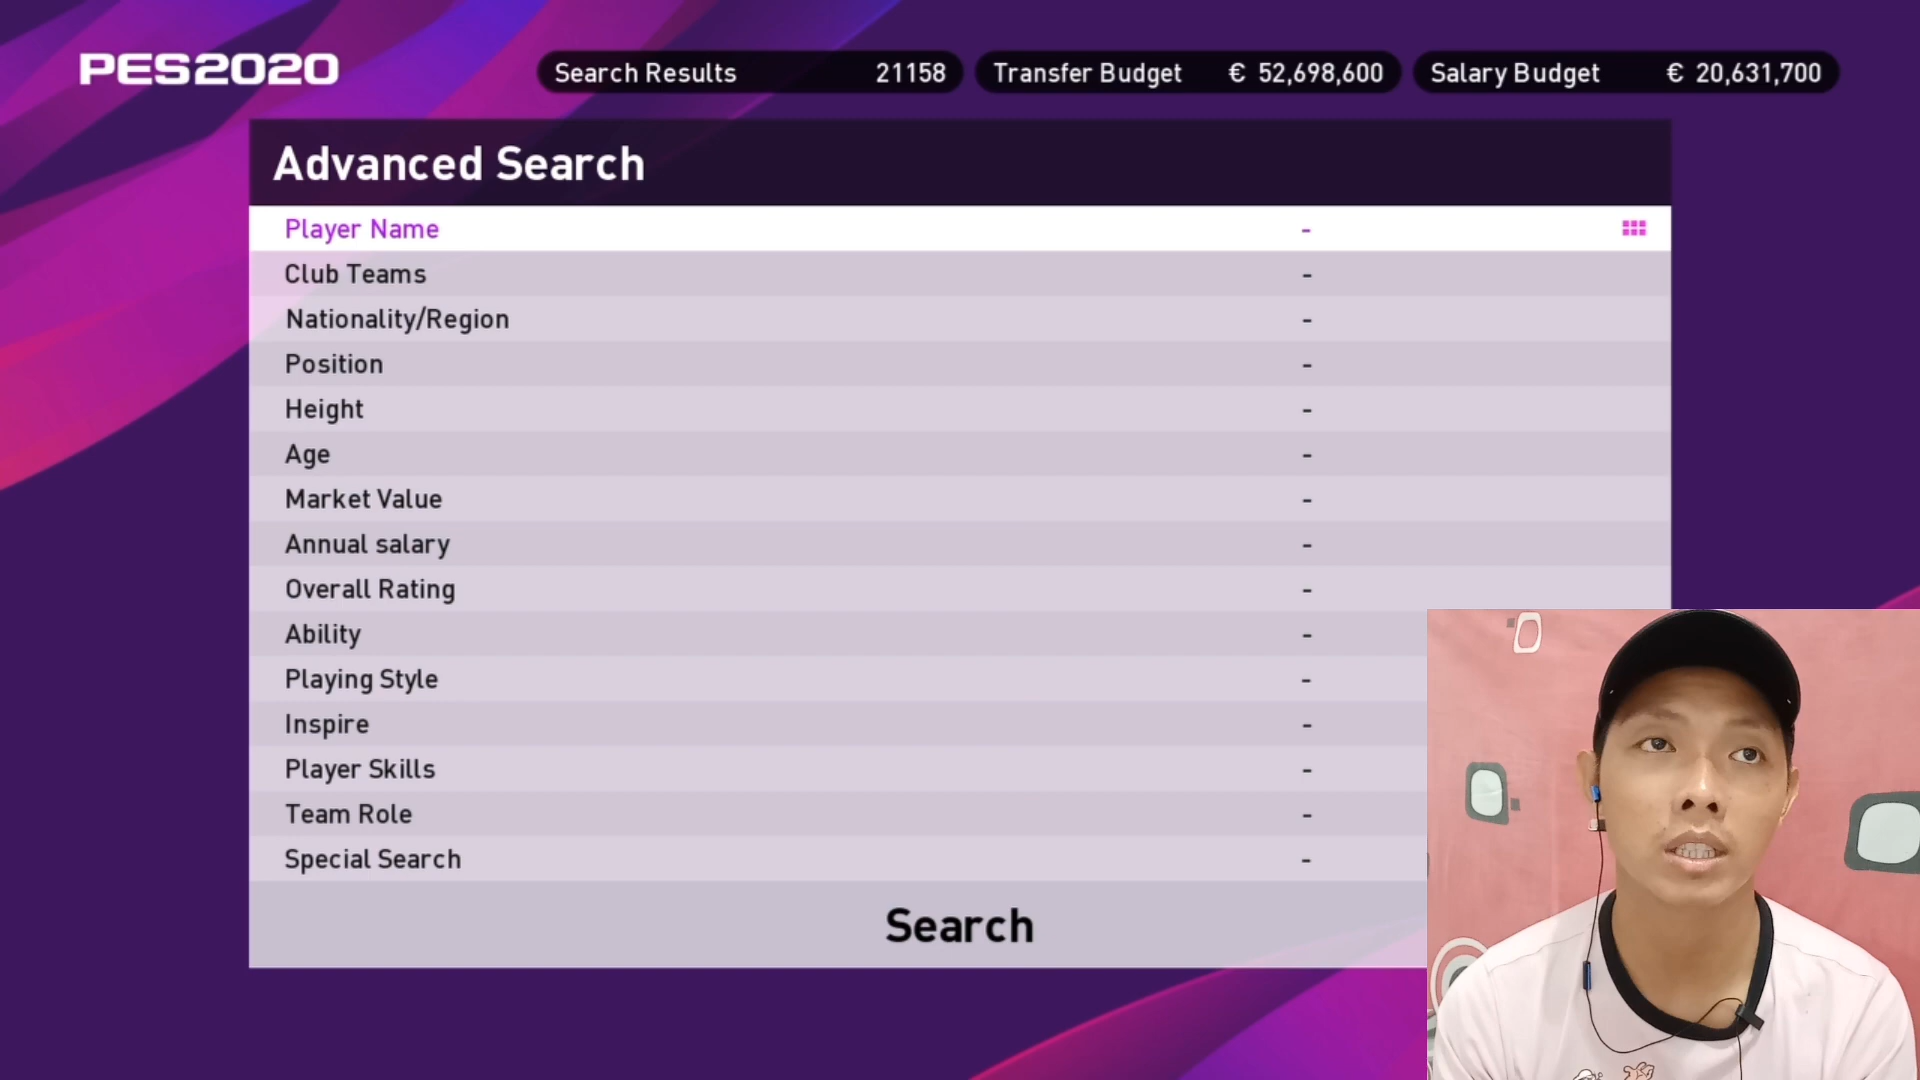 PES2020
Search Results 21158
Transfer Budget € 52,698,600
Salary Budget € 20,631,700
Advanced Search
Player Name -
Club Teams -
Nationality/Region -
Position -
Height -
Age -
Market Value -
Annual salary -
Overall Rating -
Ability -
Playing Style -
Inspire -
Player Skills -
Team Role -
Special Search -
Search